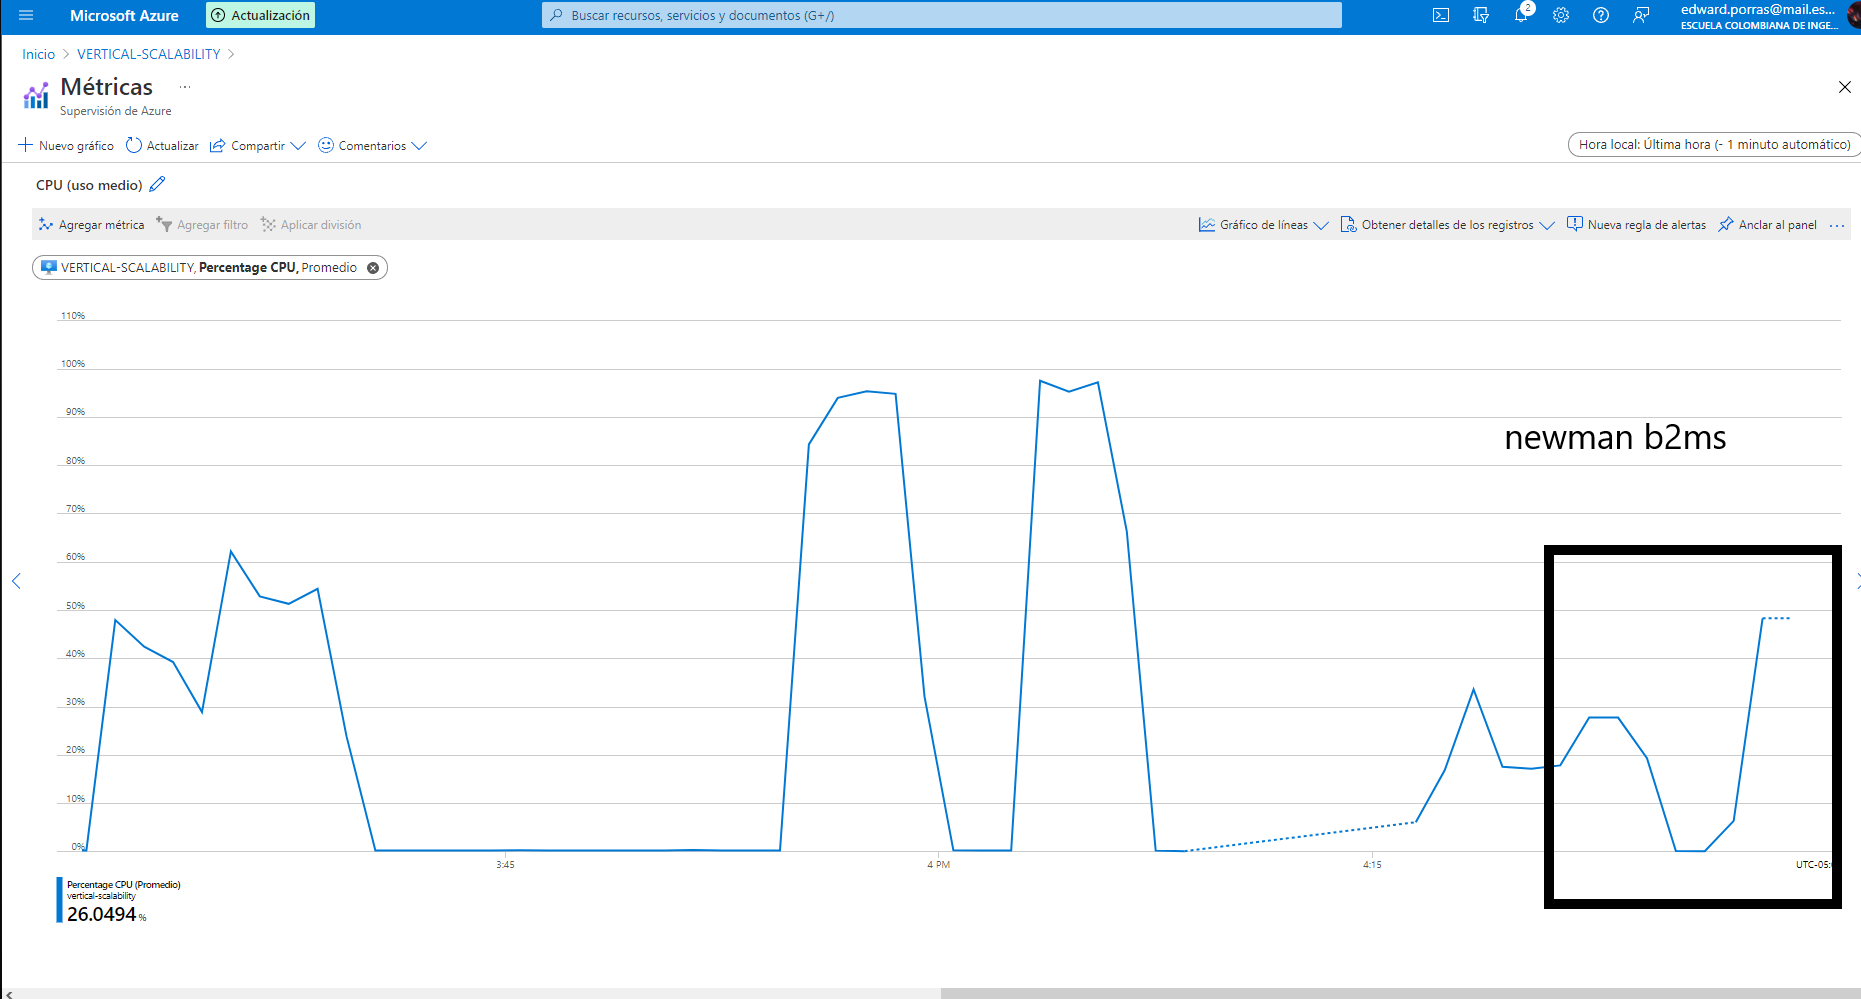 Microsoft Azure
Actualización
Buscar recursos, servicios y documentos (G+/)
2
edward.porras@mail.es...
ESCUELA COLOMBIANA DE INGE...
Inicio > VERTICAL-SCALABILITY >
Métricas ...
Supervisión de Azure
Nuevo gráfico Actualizar Compartir Comentarios
Hora local: Última hora (- 1 minuto automático)
CPU (uso medio)
Agregar métrica Agregar filtro Aplicar división Gráfico de líneas Obtener detalles de los registros Nueva regla de alertas Anclar al panel ...
VERTICAL-SCALABILITY, Percentage CPU, Promedio
110%
100%
90%
newman b2ms
80%
70%
60%
50%
40%
30%
20%
10%
0%
3:45 4 PM 4:15 UTC-05:
Percentage CPU (Promedio)
vertical-scalability
26.0494 %